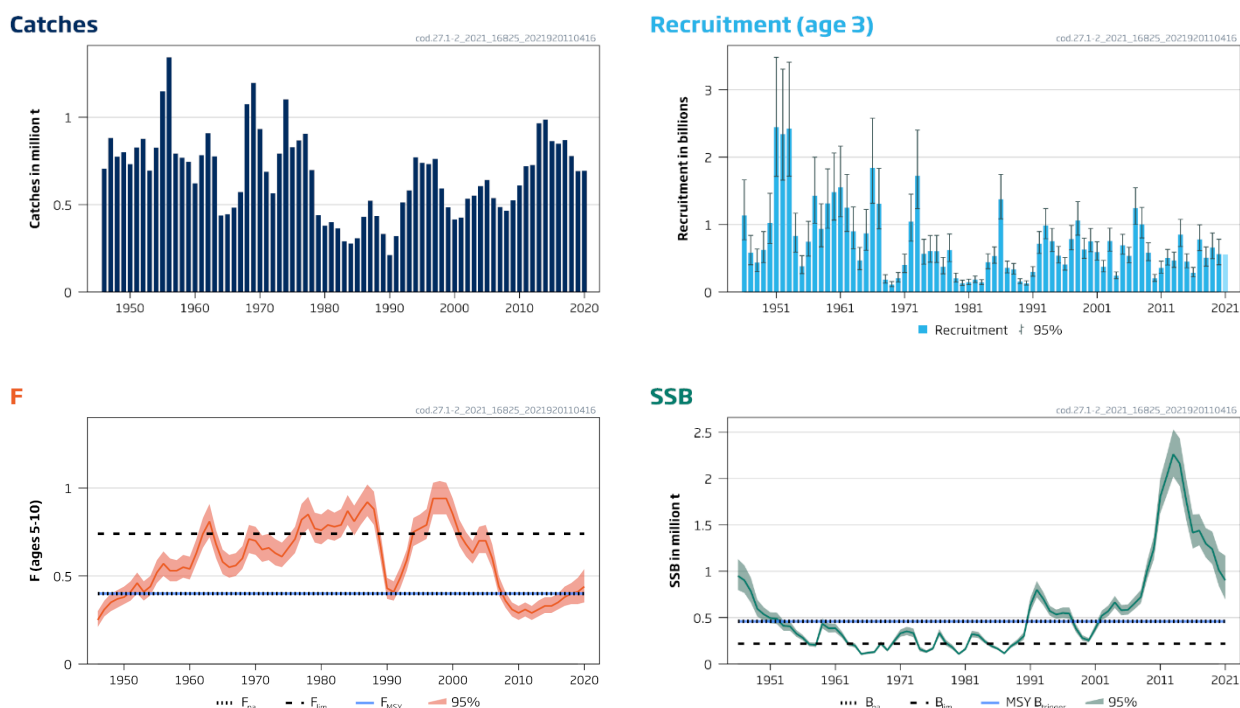 Catches
cod.27.1-2_2021_16825_2021920110416
Catches in million t
1
0.5
0
1950 1960 1970 1980 1990 2000 2010 2020
Recruitment (age 3)
cod.27.1-2_2021_16825_2021920110416
Recruitment in billions
3
2
1
0
1951 1961 1971 1981 1991 2001 2011 2021
Recruitment 95%
F
cod.27.1-2_2021_16825_2021920110416
F (ages 5-10)
1
0.5
0
1950 1960 1970 1980 1990 2000 2010 2020
Fpa Flim FMSY 95%
SSB
cod.27.1-2_2021_16825_2021920110416
SSB in million t
2.5
2
1.5
1
0.5
0
1951 1961 1971 1981 1991 2001 2011 2021
Bpa Blim MSY Btrigger 95%